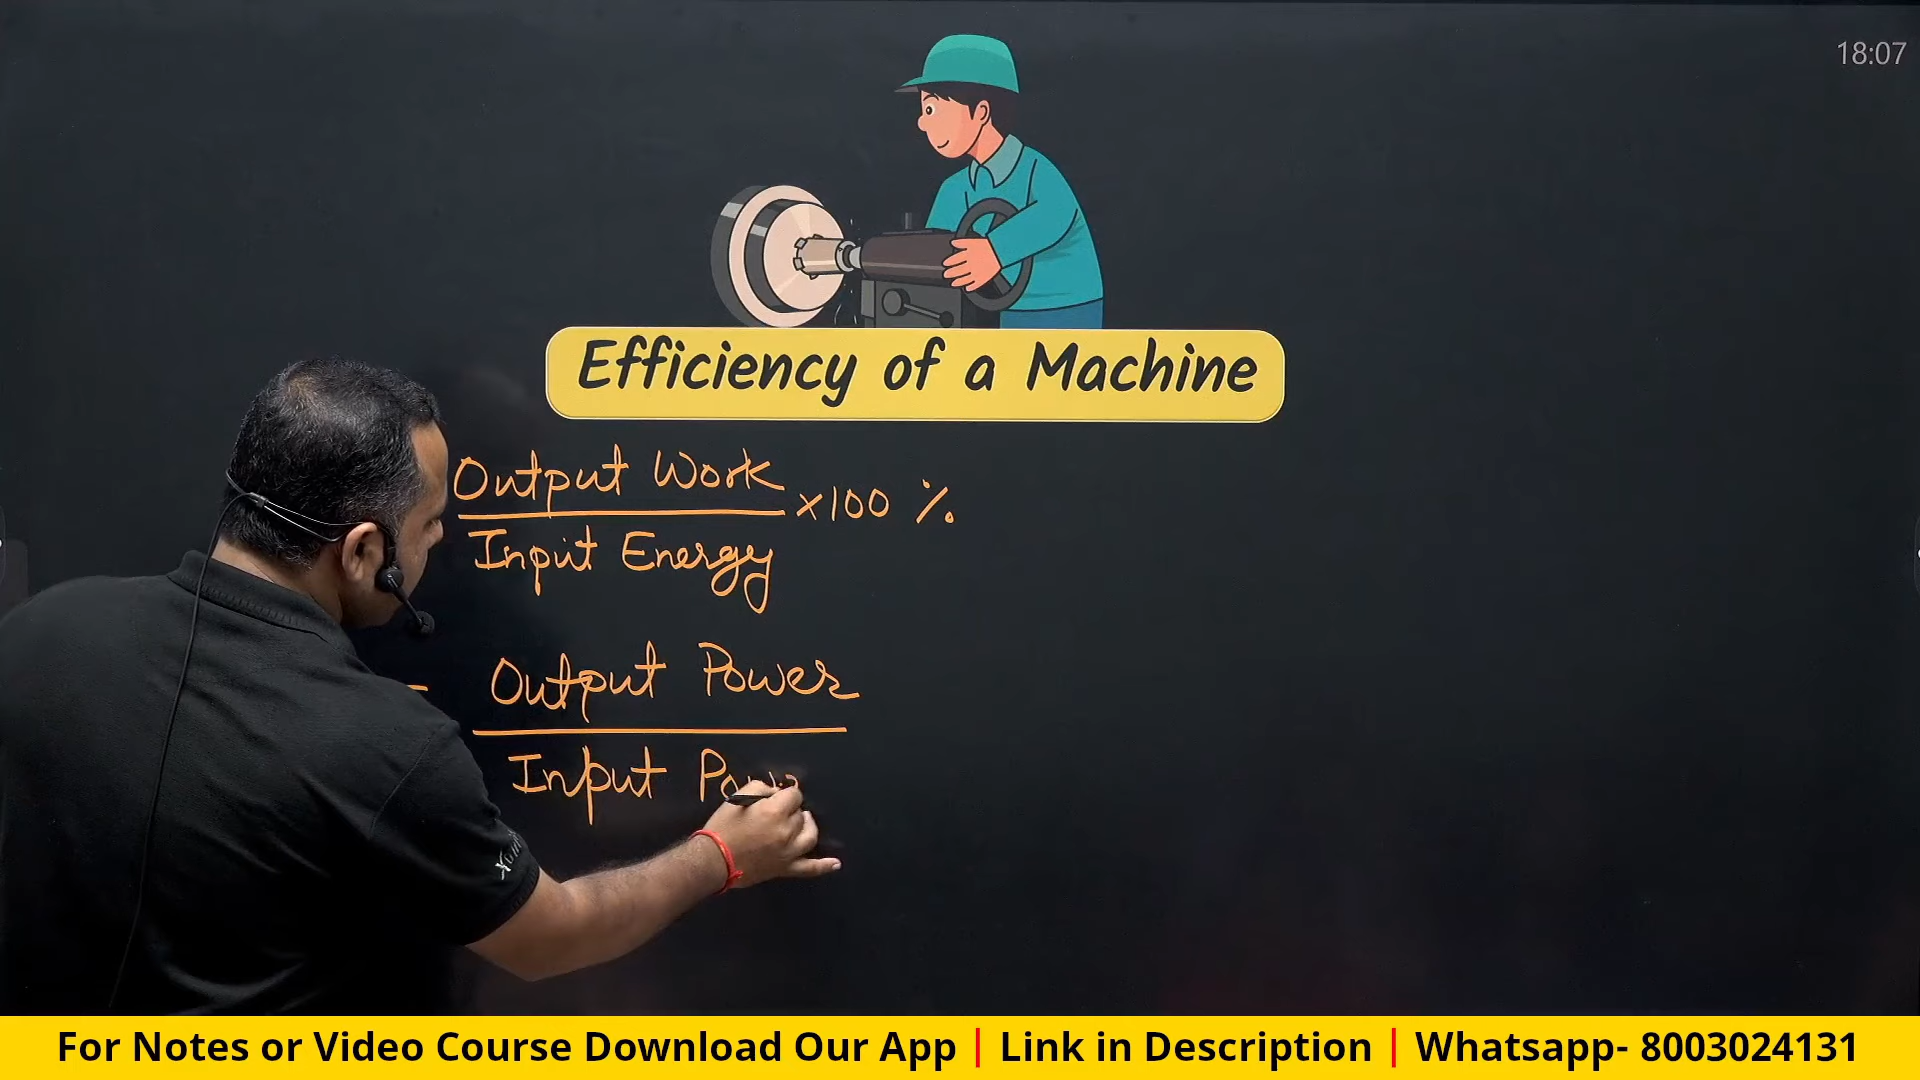 18:07
Efficiency of a Machine
Output Work
×100 %
Input Energy
Output Power
Input
For Notes or Video Course Download Our App | Link in Description | Whatsapp- 8003024131